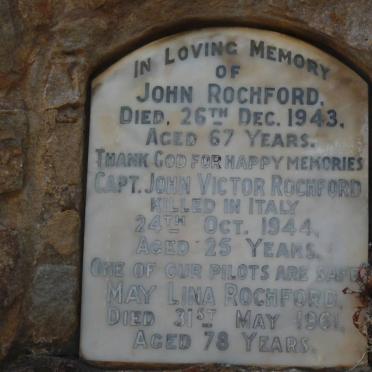 IN LOVING MEMORY
OF
JOHN ROCHFORD.
DIED. 26TH DEC. 1943.
AGED 67 YEARS.
THANK GOD FOR HAPPY MEMORIES
CAPT. JOHN VICTOR ROCHFORD
KILLED IN ITALY
24TH OCT. 1944.
AGED 25 YEARS.
ONE OF OUR PILOTS ARE SAFE
MAY LINA ROCHFORD.
DIED 31ST MAY 1961.
AGED 78 YEARS.